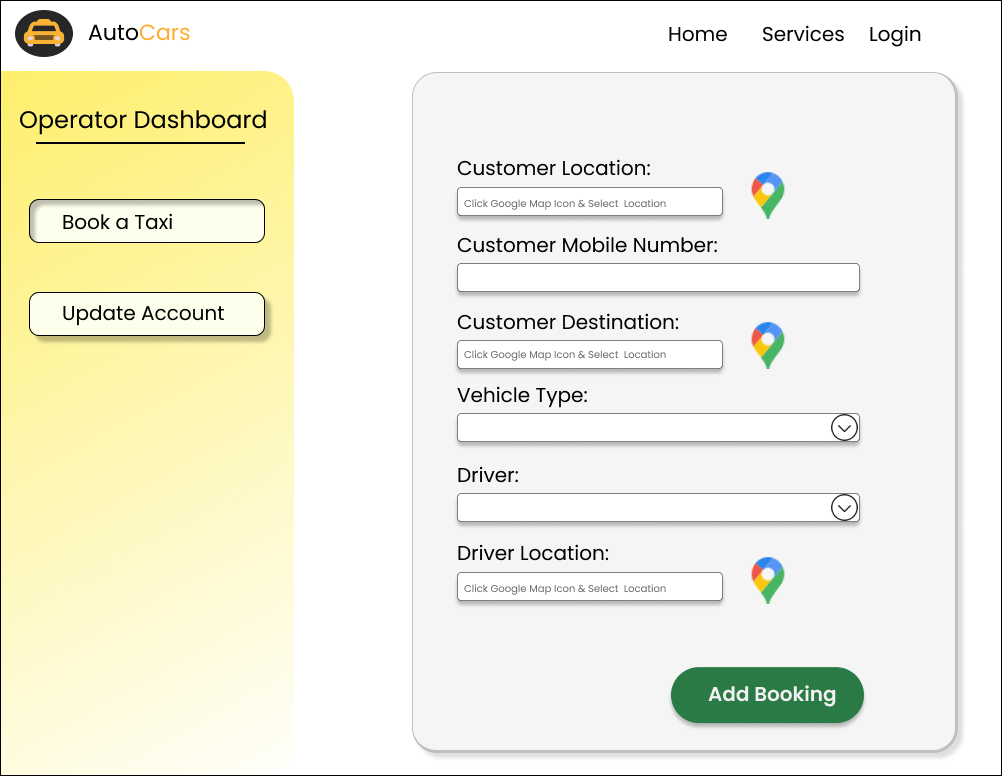 AutoCars
Home Services Login
Operator Dashboard
Book a Taxi
Update Account
Customer Location:
Click Google Map Icon & Select Location
Customer Mobile Number:
Customer Destination:
Click Google Map Icon & Select Location
Vehicle Type:
Driver:
Driver Location:
Click Google Map Icon & Select Location
Add Booking